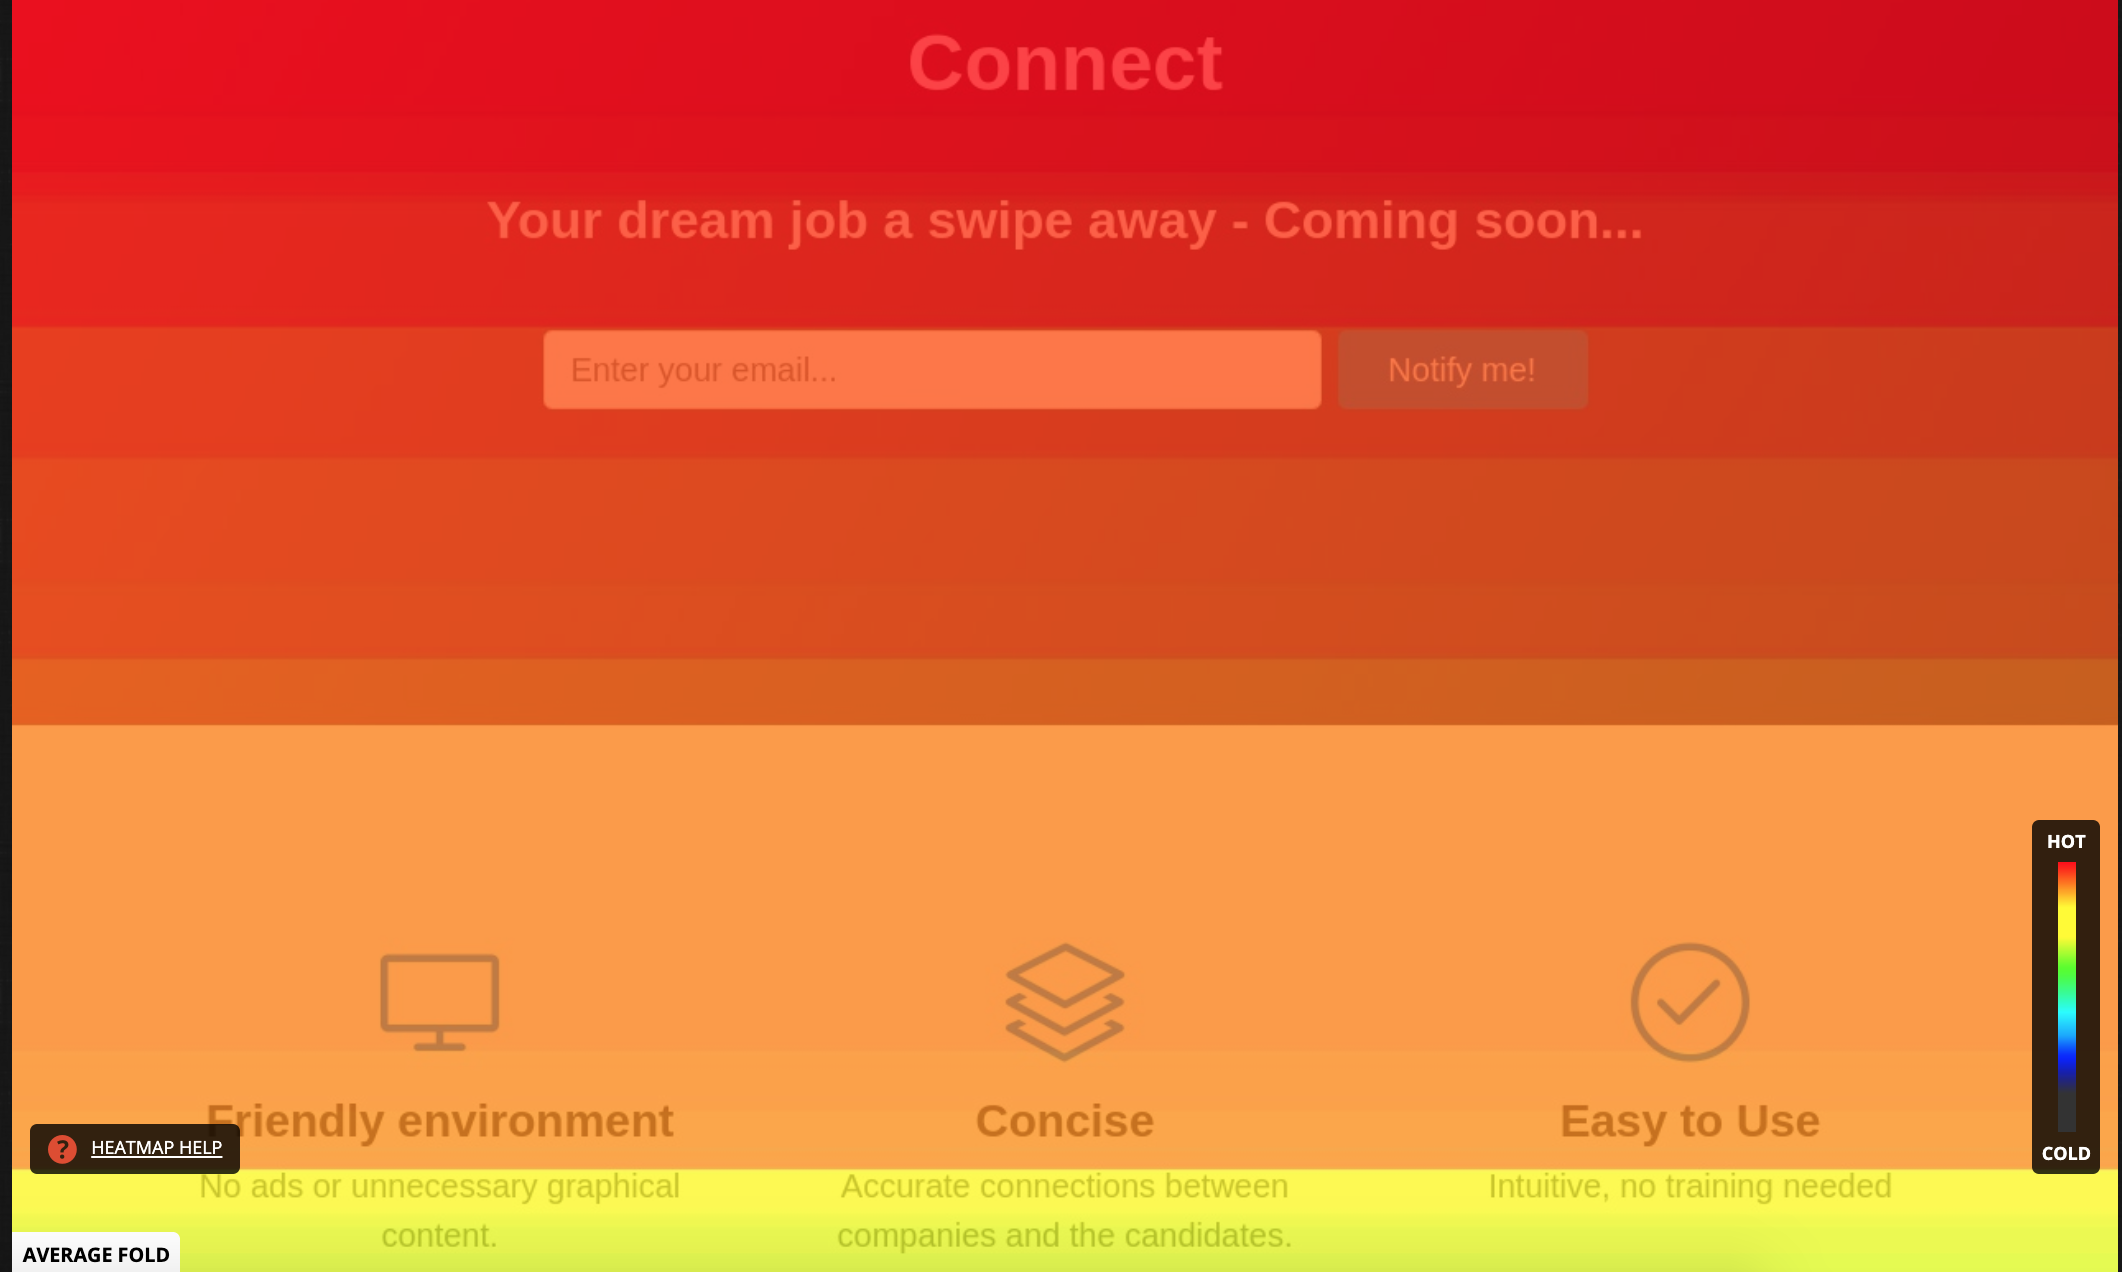 Connect
Your dream job a swipe away - Coming soon...
Enter your email...
Notify me!
HOT
COLD
Friendly environment
No ads or unnecessary graphical
content.
Concise
Accurate connections between
companies and the candidates.
Easy to Use
Intuitive, no training needed
? HEATMAP HELP
AVERAGE FOLD